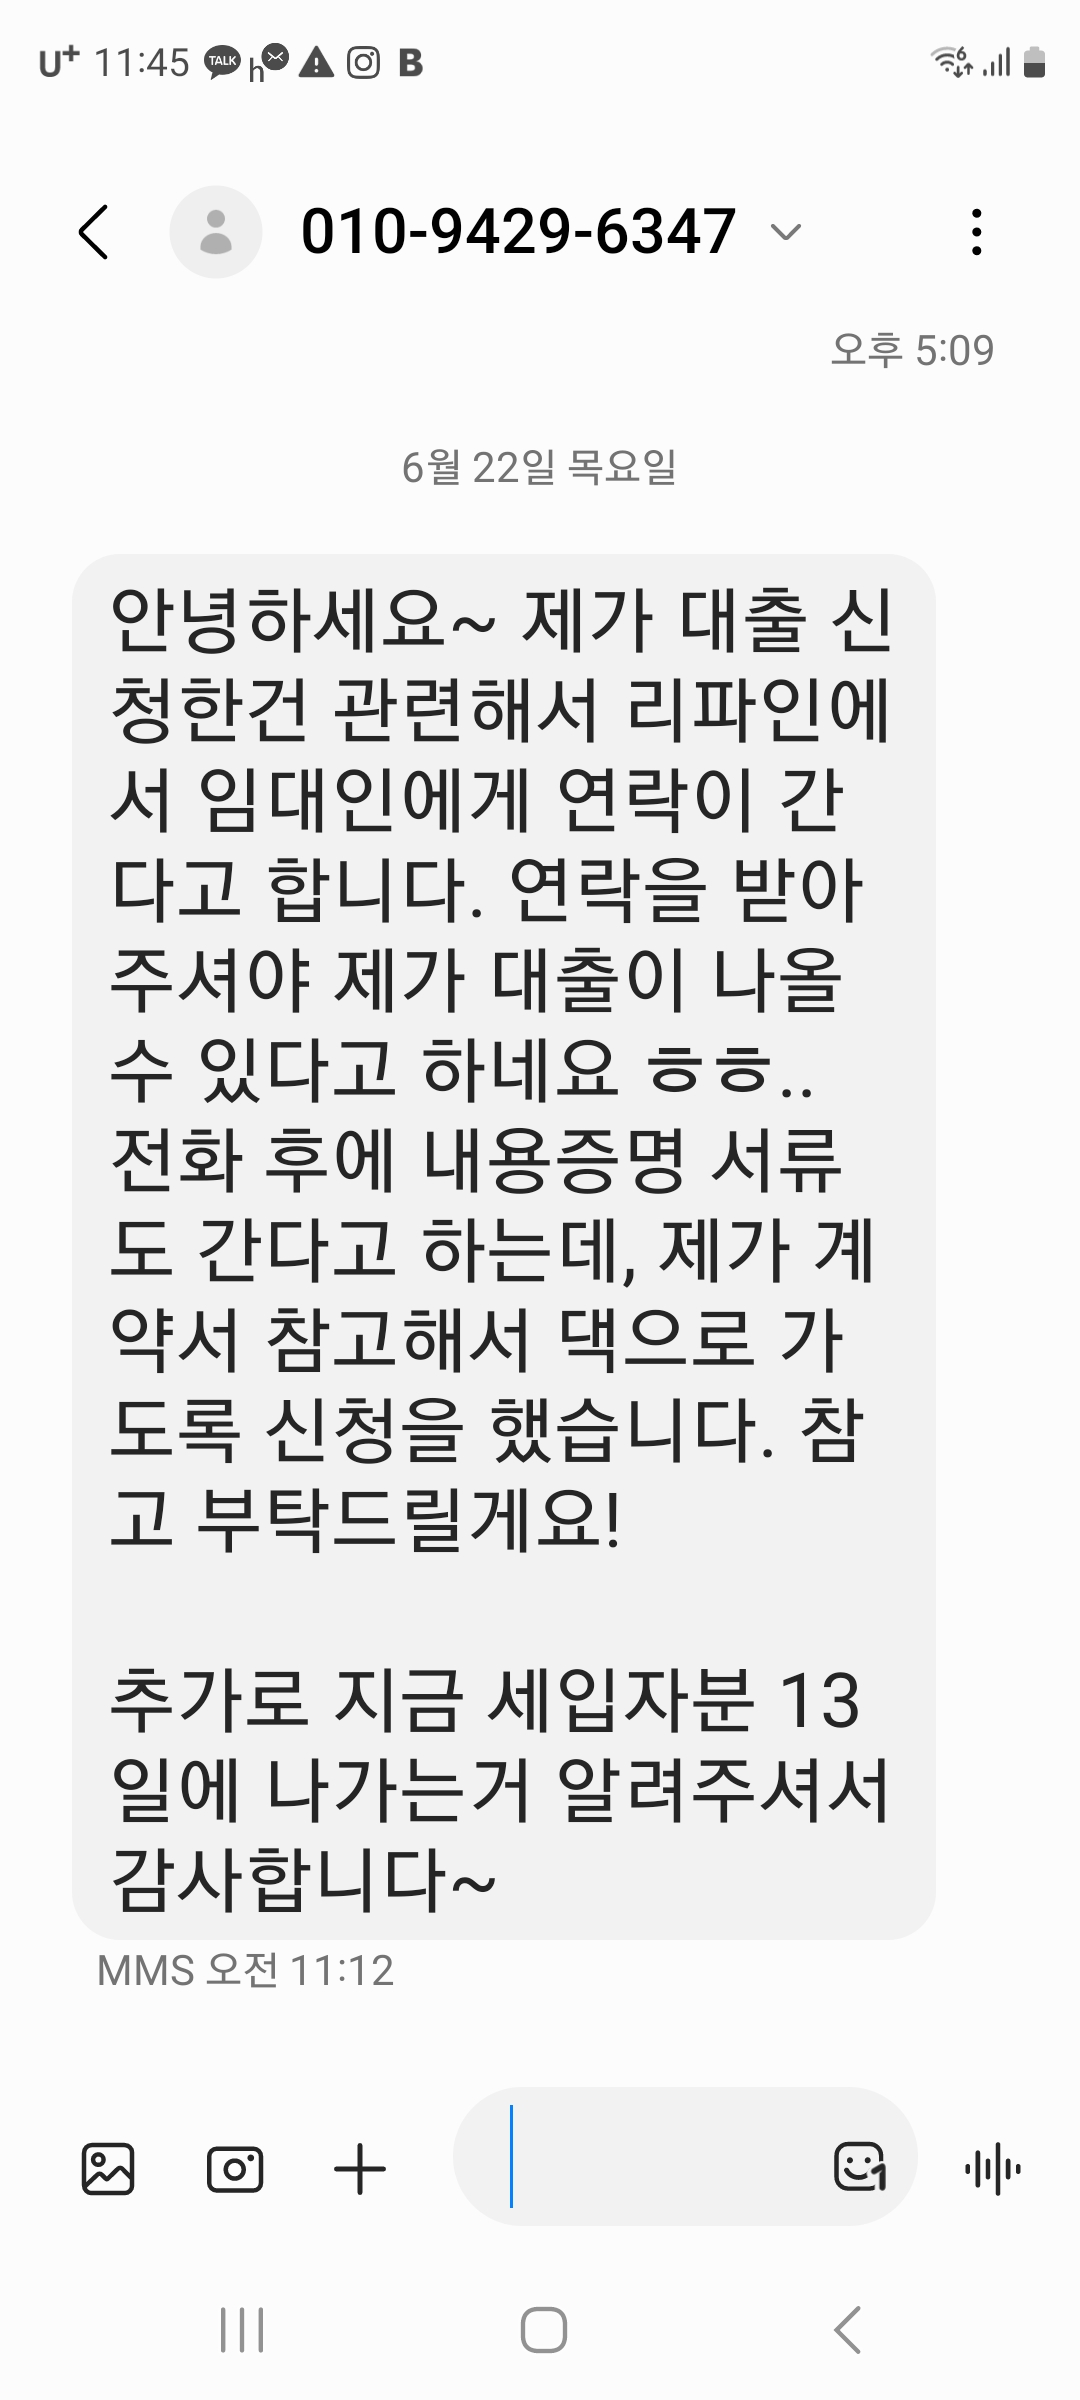 U+ 11:45 TALK h B 6
010-9429-6347
오후 5:09
6월 22일 목요일
안녕하세요~ 제가 대출 신
청한건 관련해서 리파인에
서 임대인에게 연락이 간
다고 합니다. 연락을 받아
주셔야 제가 대출이 나올
수 있다고 하네요 ㅎㅎ..
전화 후에 내용증명 서류
도 간다고 하는데, 제가 계
약서 참고해서 댁으로 가
도록 신청을 했습니다. 참
고 부탁드릴게요!
추가로 지금 세입자분 13
일에 나가는거 알려주셔서
감사합니다~
MMS 오전 11:12
1